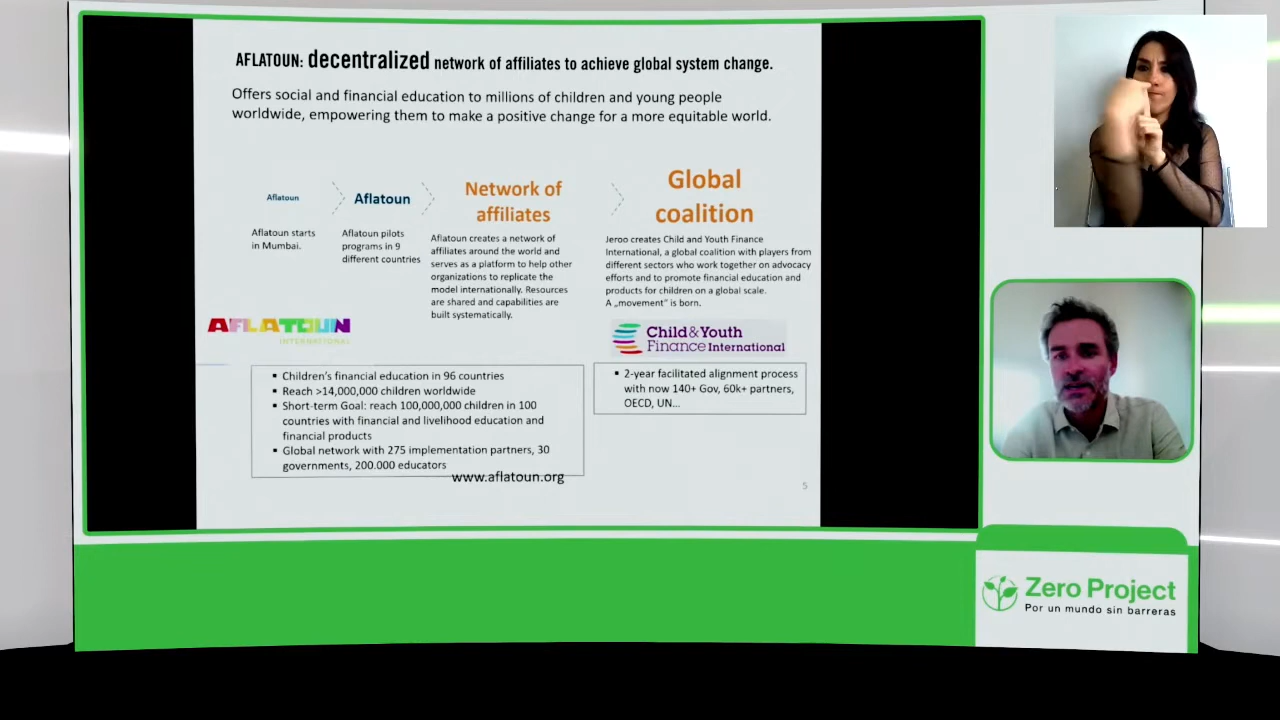 AFLATOUN: decentralized network of affiliates to achieve global system change.
Offers social and financial education to millions of children and young people
worldwide, empowering them to make a positive change for a more equitable world.
Aflatoun
Aflatoun starts
in Mumbai.
Aflatoun
Aflatoun pilots
programs in 9
different countries
Network of
affiliates
Aflatoun creates a network of
affiliates around the world and
serves as a platform to help other
organizations to replicate the
model internationally. Resources
are shared and capabilities are
built systematically.
Global
coalition
Jeroo creates Child and Youth Finance
International, a global coalition with players from
different sectors who work together on advocacy
efforts and to promote financial education and
products for children on a global scale.
A „movement" is born.
AFLATOUN
INTERNATIONAL
Child&Youth
Finance International
▪ Children's financial education in 96 countries
▪ Reach >14,000,000 children worldwide
▪ Short-term Goal: reach 100,000,000 children in 100
countries with financial and livelihood education and
financial products
▪ Global network with 275 implementation partners, 30
governments, 200.000 educators
▪ 2-year facilitated alignment process
with now 140+ Gov, 60k+ partners,
OECD, UN...
www.aflatoun.org
5
Zero Project
Por un mundo sin barreras